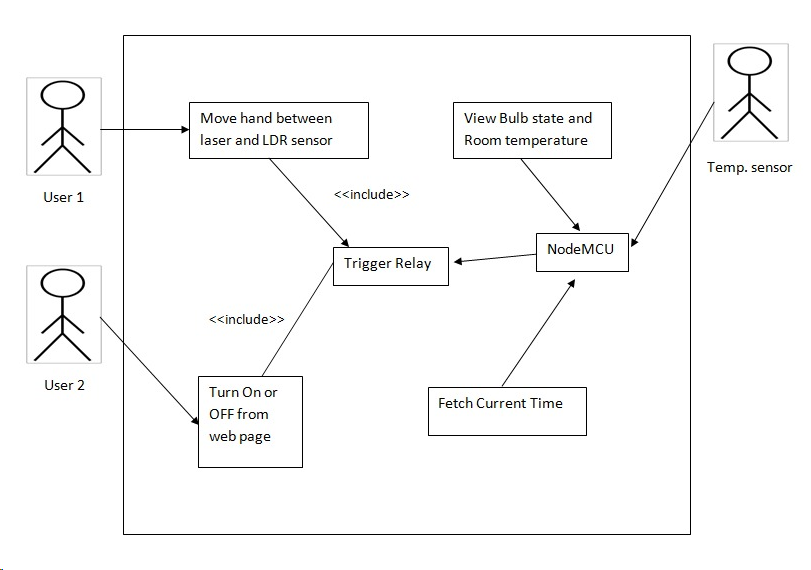 Move hand between
laser and LDR sensor
View Bulb state and
Room temperature
Temp. sensor
User 1
<<include>>
NodeMCU
Trigger Relay
<<include>>
User 2
Turn On or
OFF from
web page
Fetch Current Time